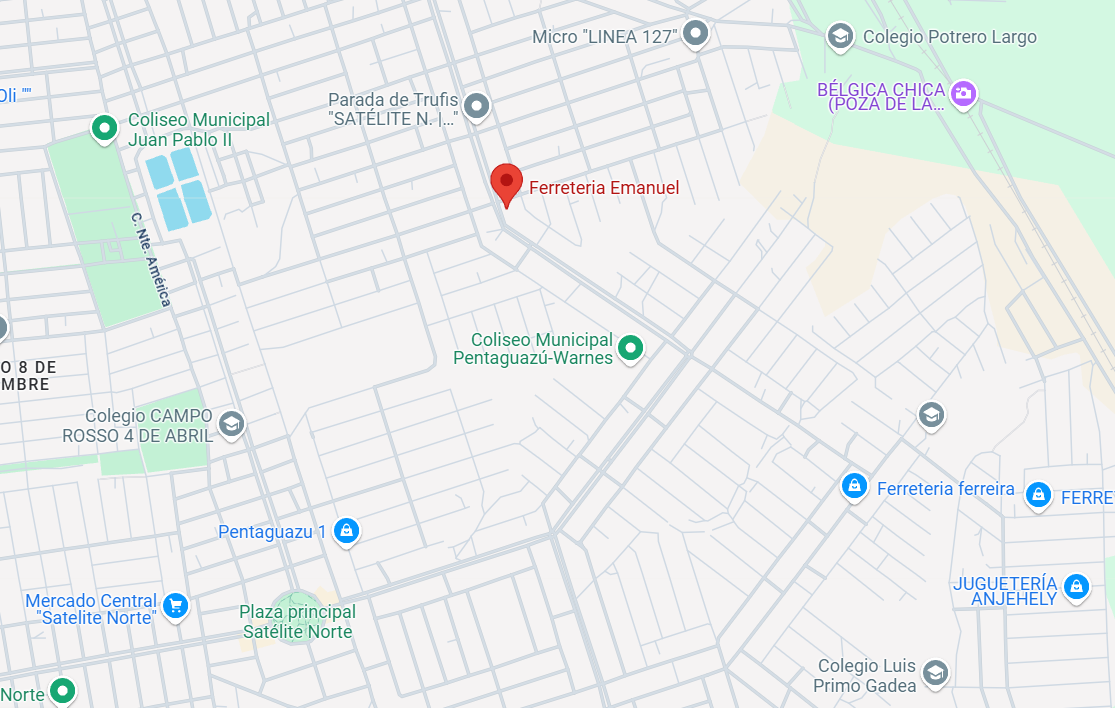 Micro "LINEA 127"
Colegio Potrero Largo
Oli ""
BÉLGICA CHICA
(POZA DE LA...
Parada de Trufis
"SATÉLITE N. |..."
Coliseo Municipal
Juan Pablo II
Ferreteria Emanuel
C. Nte. América
Coliseo Municipal
Pentaguazú-Warnes
O 8 DE
MBRE
Colegio CAMPO
ROSSO 4 DE ABRIL
Ferreteria ferreira
FERRE
Pentaguazu 1
JUGUETERÍA
ANJEHELY
Mercado Central
"Satelite Norte"
Plaza principal
Satélite Norte
Colegio Luis
Primo Gadea
Norte